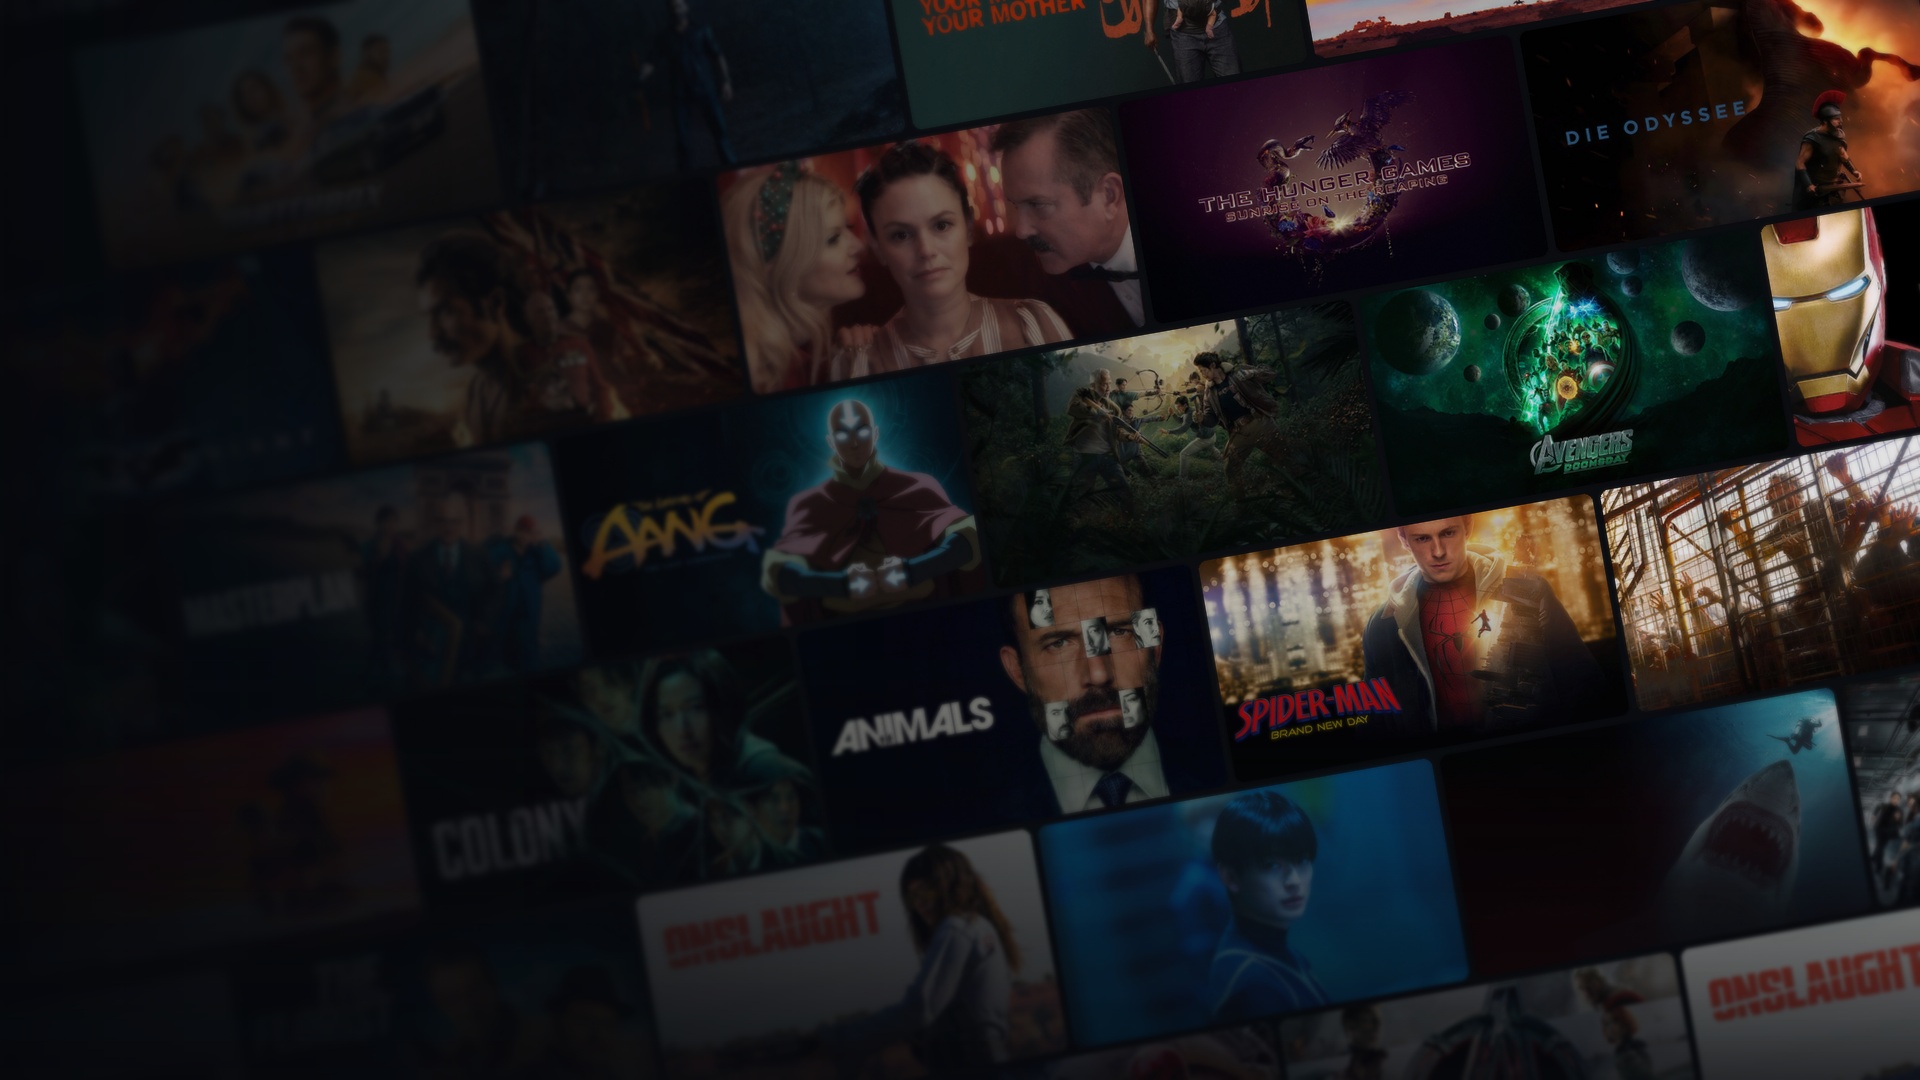 YOUR MOTHER
DIE ODYSSEE
THE HUNGER GAMES
SUNRISE ON THE REAPING
AVENGERS
DOOMSDAY
AANG
MASTERPLAN
ANIMALS
SPIDER-MAN
BRAND NEW DAY
COLONY
ONSLAUGHT
ONSLAUGHT